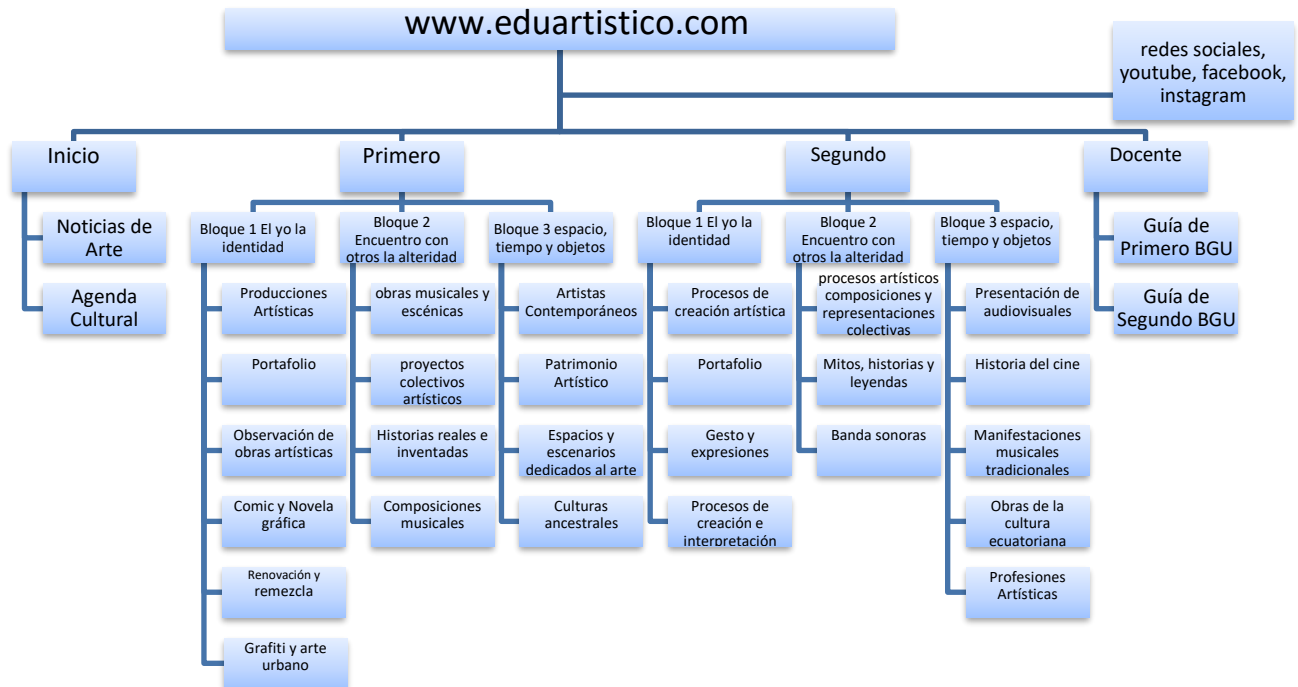 www.eduartistico.com
redes sociales,
youtube, facebook,
instagram
Inicio
Noticias de
Arte
Agenda
Cultural
Primero
Bloque 1 El yo la
identidad
Producciones
Artísticas
Portafolio
Observación de
obras artísticas
Comic y Novela
gráfica
Renovación y
remezcla
Grafiti y arte
urbano
Bloque 2
Encuentro con
otros la alteridad
obras musicales y
escénicas
proyectos
colectivos
artísticos
Historias reales e
inventadas
Composiciones
musicales
Bloque 3 espacio,
tiempo y objetos
Artistas
Contemporáneos
Patrimonio
Artístico
Espacios y
escenarios
dedicados al arte
Culturas
ancestrales
Segundo
Bloque 1 El yo la
identidad
Procesos de
creación artística
Portafolio
Gesto y
expresiones
Procesos de
creación e
interpretación
Bloque 2
Encuentro con
otros la alteridad
procesos artísticos
composiciones y
representaciones
colectivas
Mitos, historias y
leyendas
Banda sonoras
Bloque 3 espacio,
tiempo y objetos
Presentación de
audiovisuales
Historia del cine
Manifestaciones
musicales
tradicionales
Obras de la
cultura
ecuatoriana
Profesiones
Artísticas
Docente
Guía de
Primero BGU
Guía de
Segundo BGU